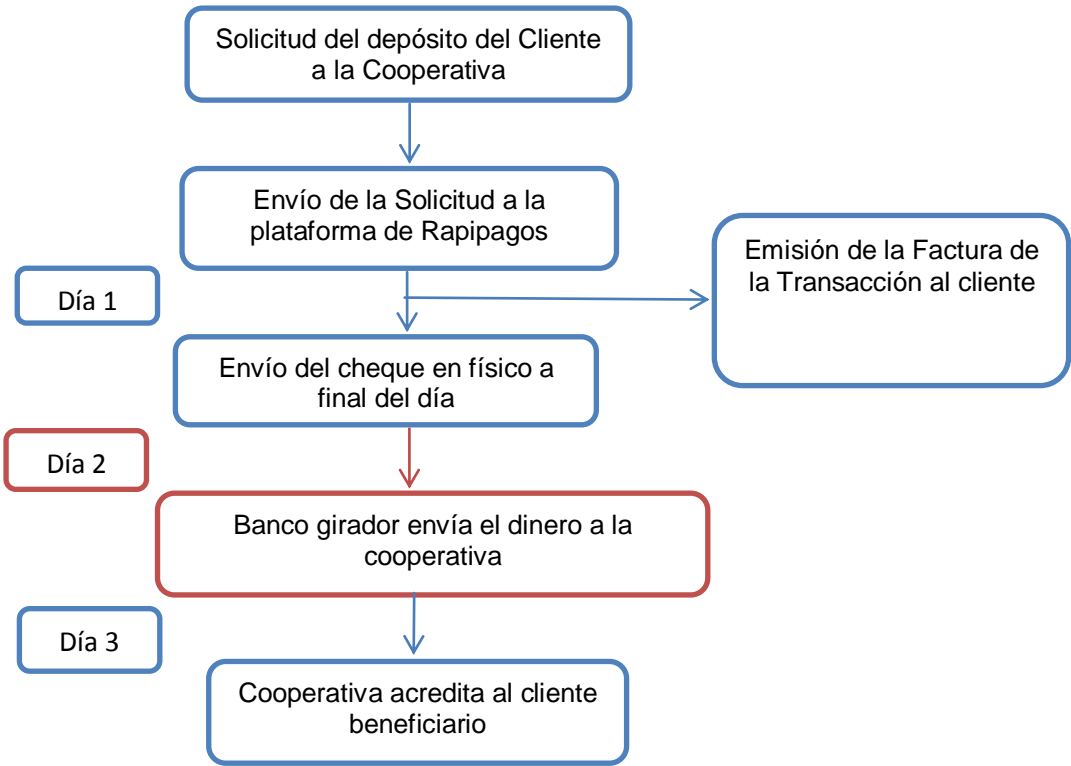 Solicitud del depósito del Cliente
a la Cooperativa
Envío de la Solicitud a la
plataforma de Rapipagos
Emisión de la Factura de
la Transacción al cliente
Día 1
Envío del cheque en físico a
final del día
Día 2
Banco girador envía el dinero a la
cooperativa
Día 3
Cooperativa acredita al cliente
beneficiario